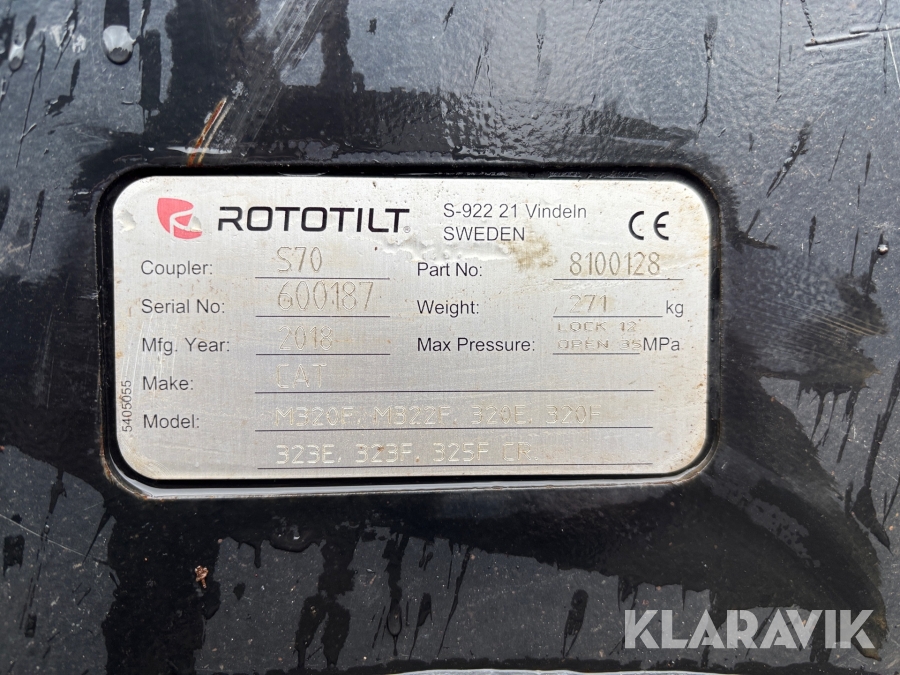 ROTOTILT®
S-922 21 Vindeln
SWEDEN
CE
Coupler: S70
Part No: 8100128
Serial No: 600187
Weight: 271 kg
Mfg. Year: 2018
Max Pressure: LOCK 12 OPEN 35 MPa
Make: CAT
Model: M320F, M322F, 320E, 320F
323E, 323F, 325F CR
5405055
KLARAVIK